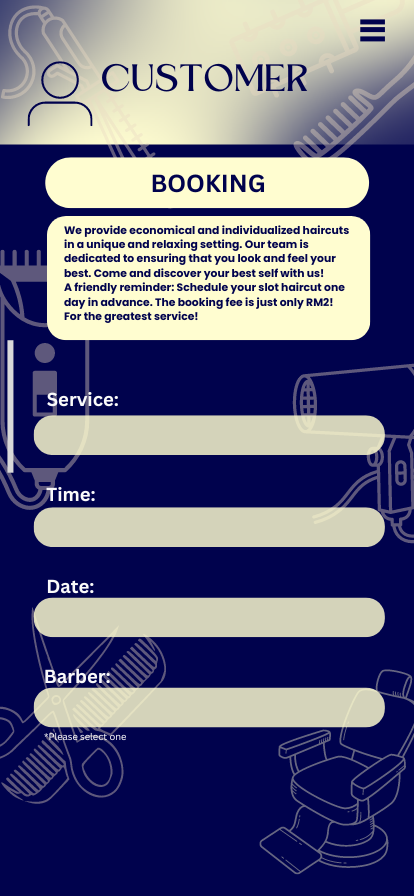 CUSTOMER
BOOKING
We provide economical and individualized haircuts
in a unique and relaxing setting. Our team is
dedicated to ensuring that you look and feel your
best. Come and discover your best self with us!
A friendly reminder: Schedule your slot haircut one
day in advance. The booking fee is just only RM2!
For the greatest service!
Service:
Time:
Date:
Barber:
*Please select one